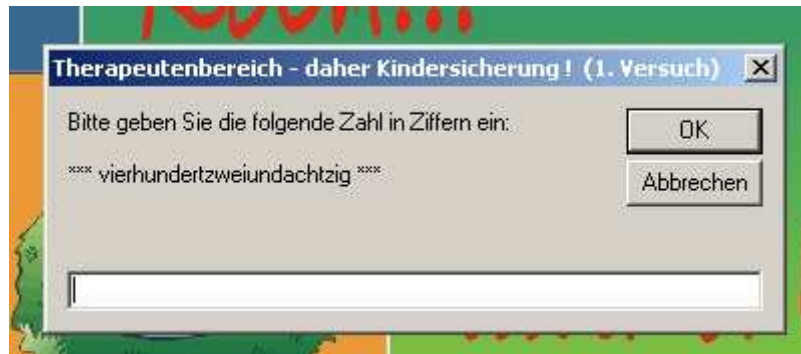 Therapeutenbereich - daher Kindersicherung ! (1. Versuch)
Bitte geben Sie die folgende Zahl in Ziffern ein:
*** vierhundertzweiundachtzig ***
OK
Abbrechen